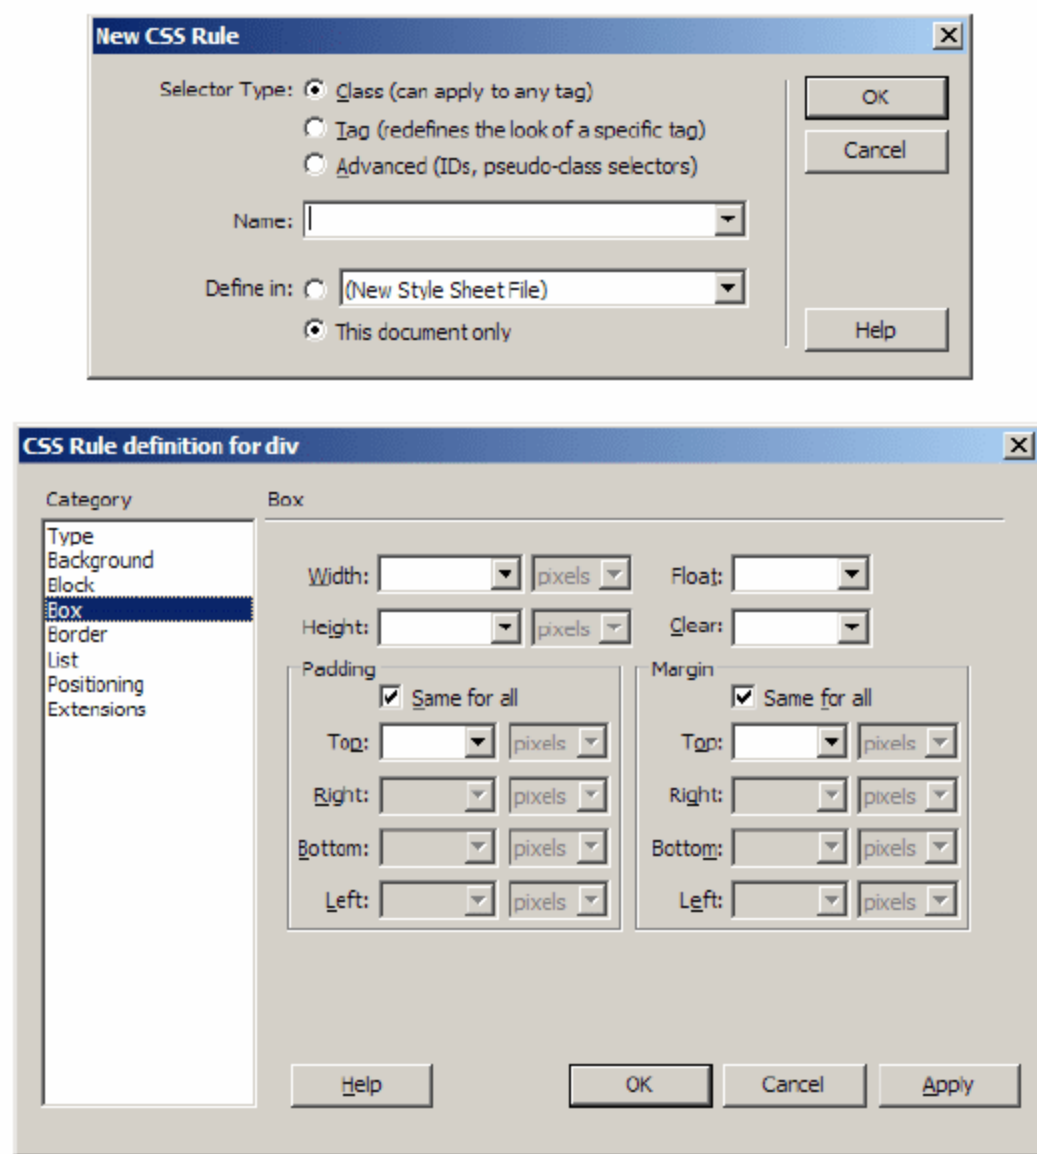 New CSS Rule
Selector Type: Class (can apply to any tag)
OK
Tag (redefines the look of a specific tag)
Cancel
Advanced (IDs, pseudo-class selectors)
Name:
Define in: (New Style Sheet File)
This document only
Help
CSS Rule definition for div
Category
Type
Background
Block
Box
Border
List
Positioning
Extensions
Box
Width: pixels Float:
Height: pixels Clear:
Padding
Same for all
Top: pixels
Right: pixels
Bottom: pixels
Left: pixels
Margin
Same for all
Top: pixels
Right: pixels
Bottom: pixels
Left: pixels
Help OK Cancel Apply